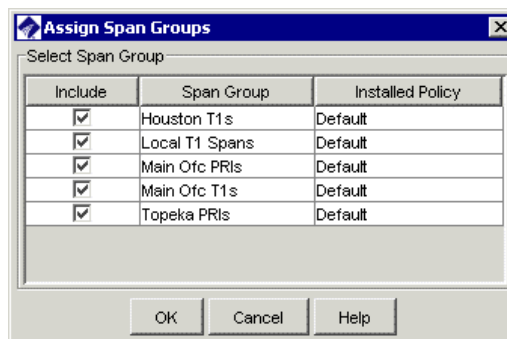 Assign Span Groups
Select Span Group
Include Span Group Installed Policy
Houston T1s Default
Local T1 Spans Default
Main Ofc PRIs Default
Main Ofc T1s Default
Topeka PRIs Default
OK Cancel Help